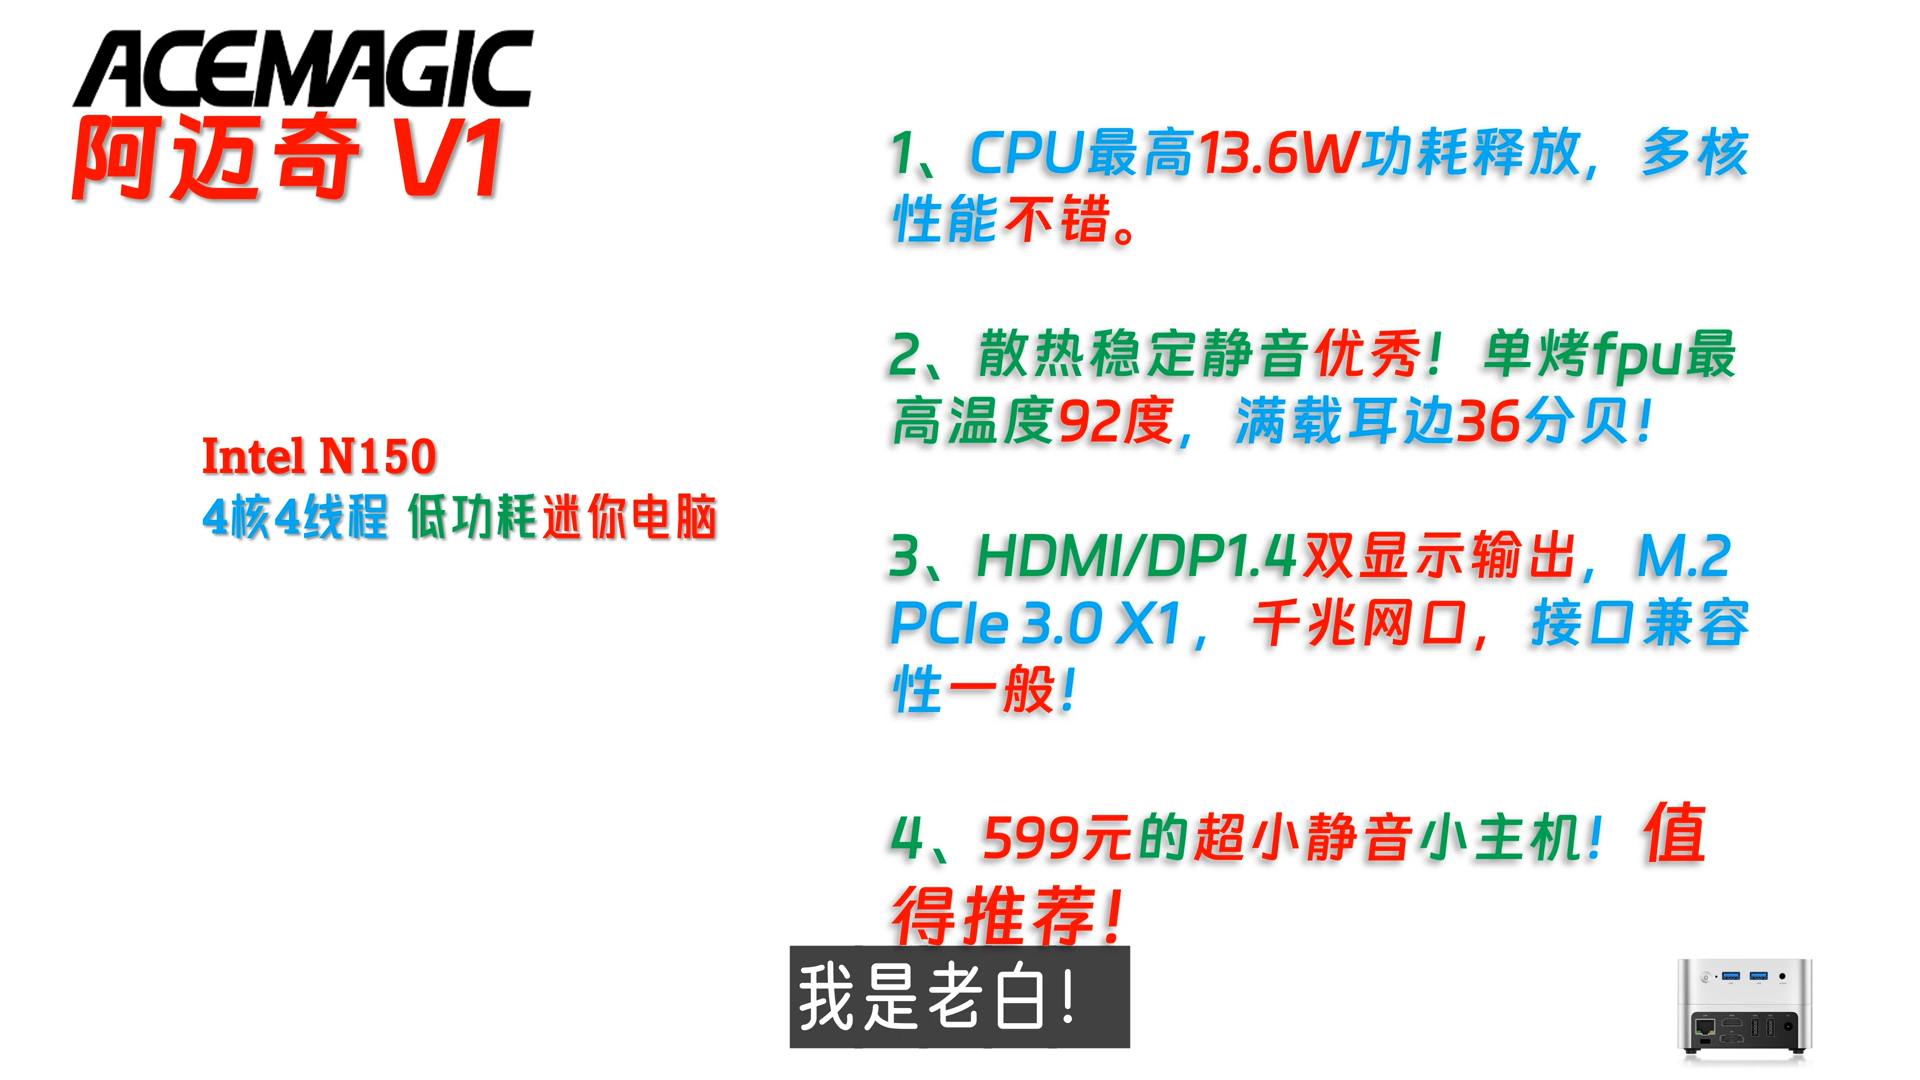 ACEMAGIC
阿迈奇 V1
Intel N150
4核4线程 低功耗迷你电脑
1、CPU最高13.6W功耗释放，多核
性能不错。
2、散热稳定静音优秀！单烤fpu最
高温度92度，满载耳边36分贝！
3、HDMI/DP1.4双显示输出，M.2
PCIe 3.0 X1，千兆网口，接口兼容
性一般！
4、599元的超小静音小主机！值
得推荐！
我是老白！